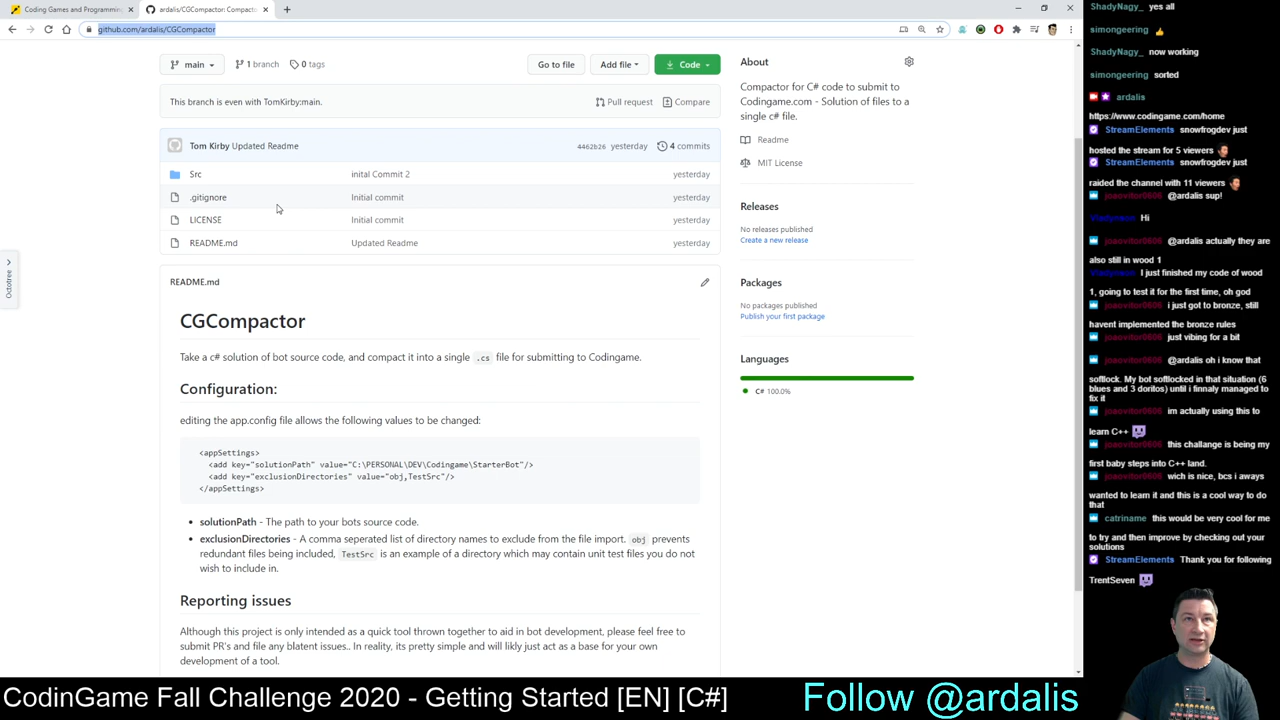 Coding Games and Programming
ardalis/CGCompactor: Compactor
github.com/ardalis/CGCompactor
main
1 branch
0 tags
Go to file
Add file
Code
This branch is even with TomKirby:main.
Pull request
Compare
Tom Kirby Updated Readme
4462b26 yesterday
4 commits
Src
inital Commit 2
yesterday
.gitignore
Initial commit
yesterday
LICENSE
Initial commit
yesterday
README.md
Updated Readme
yesterday
README.md
CGCompactor
Take a c# solution of bot source code, and compact it into a single .cs file for submitting to Codingame.
Configuration:
editing the app.config file allows the following values to be changed:
<appSettings>
<add key="solutionPath" value="C:\PERSONAL\DEV\Codingame\StarterBot"/>
<add key="exclusionDirectories" value="obj,TestSrc"/>
</appSettings>
solutionPath - The path to your bots source code.
exclusionDirectories - A comma seperated list of directory names to exclude from the file import. obj prevents
redundant files being included, TestSrc is an example of a directory which may contain unit test files you do not
wish to include in.
Reporting issues
Although this project is only intended as a quick tool thrown together to aid in bot development, please feel free to
submit PR's and file any blatent issues.. In reality, its pretty simple and will likly just act as a base for your own
development of a tool.
Octotree
About
Compactor for C# code to submit to
Codingame.com - Solution of files to a
single c# file.
Readme
MIT License
Releases
No releases published
Create a new release
Packages
No packages published
Publish your first package
Languages
C# 100.0%
ShadyNagy_ yes all
simongeering
ShadyNagy_ now working
simongeering sorted
ardalis
https://www.codingame.com/home
StreamElements snowfrogdev just
hosted the stream for 5 viewers
StreamElements snowfrogdev just
raided the channel with 11 viewers
joaovitor0606 @ardalis sup!
Hi
joaovitor0606 @ardalis actually they are
also still in wood 1
I just finished my code of wood
1, going to test it for the first time, oh god
joaovitor0606 i just got to bronze, still
havent implemented the bronze rules
joaovitor0606 just vibing for a bit
joaovitor0606 @ardalis oh i know that
softlock. My bot softlocked in that situation (6
blues and 3 doritos) until i finnaly managed to
fix it
joaovitor0606 im actually using this to
learn C++
joaovitor0606 this challange is being my
first baby steps into C++ land.
joaovitor0606 wich is nice, bcs i aways
wanted to learn it and this is a cool way to do
that
catriname this would be very cool for me
to try and then improve by checking out your
solutions
StreamElements Thank you for following
TrentSeven
CodinGame Fall Challenge 2020 - Getting Started [EN] [C#]
Follow @ardalis